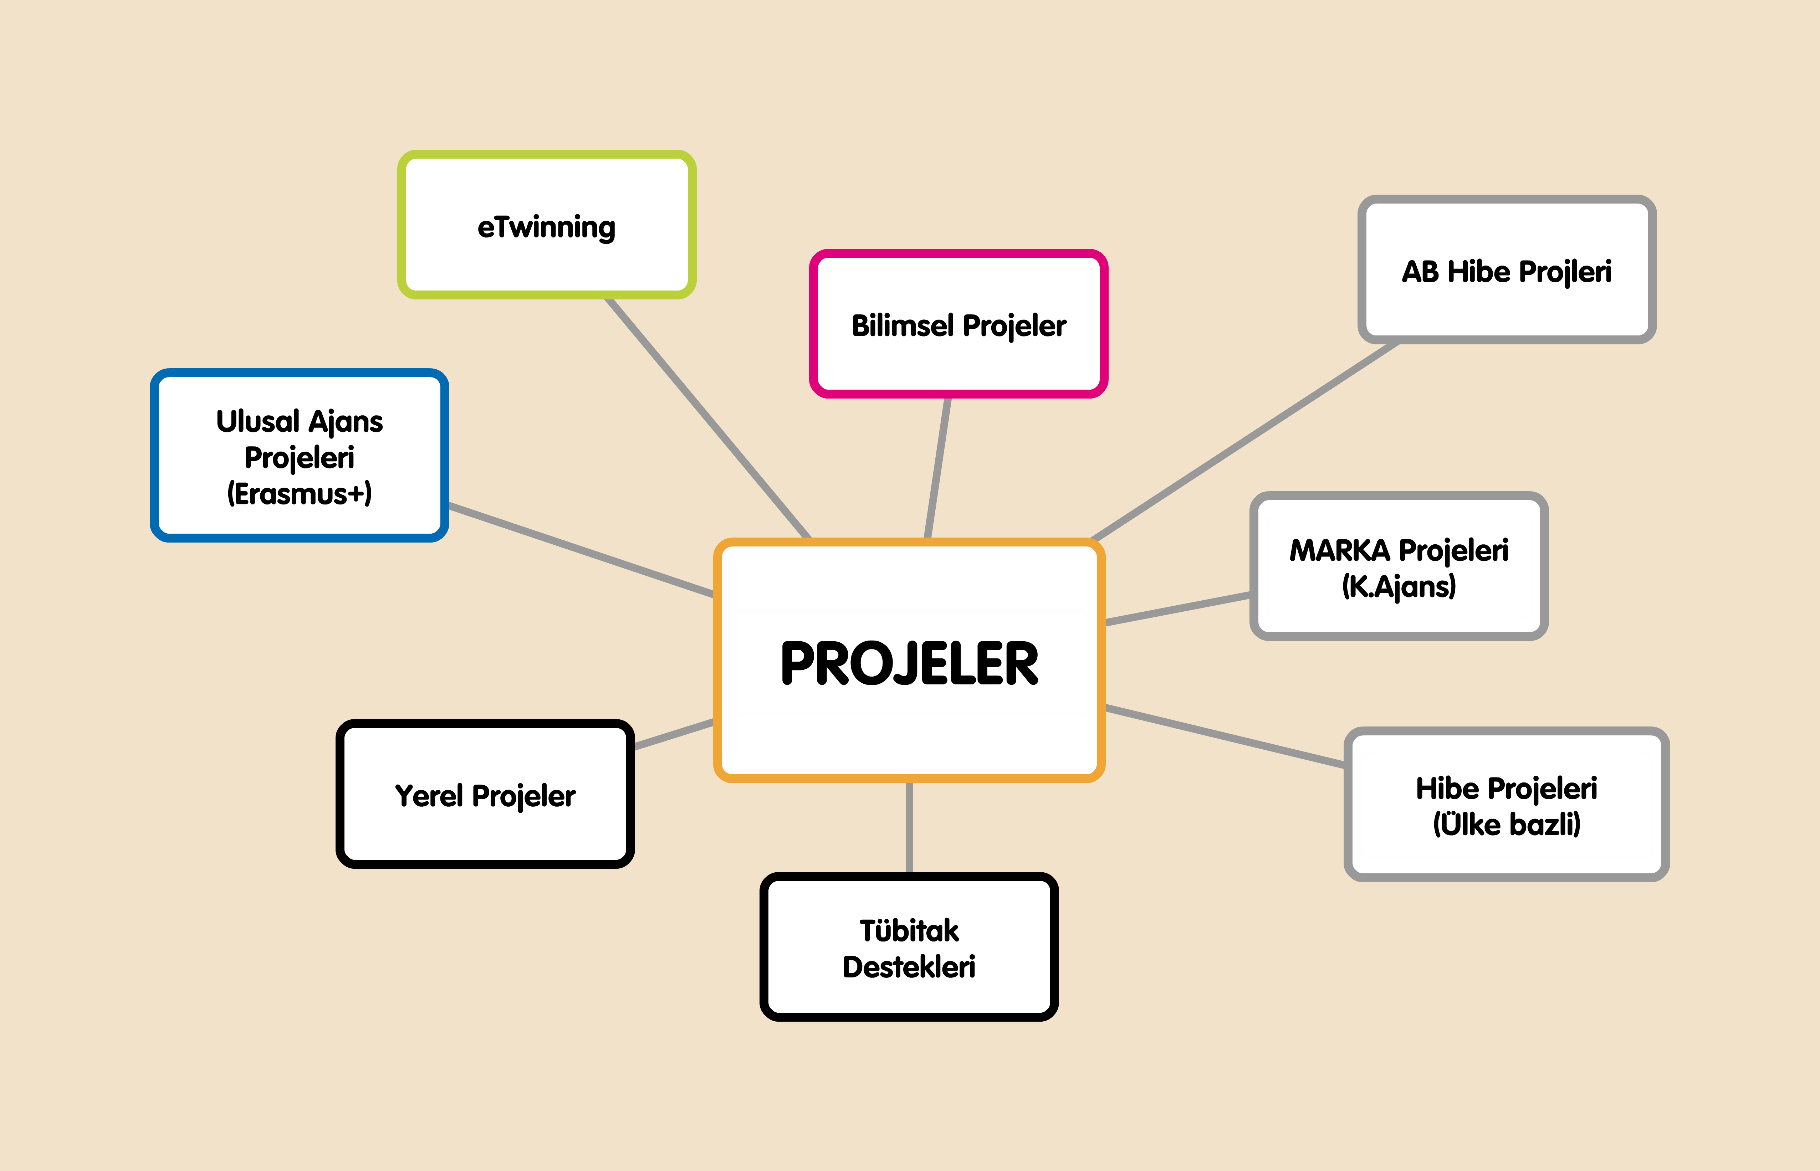 eTwinning
Bilimsel Projeler
AB Hibe Projleri
Ulusal Ajans
Projeleri
(Erasmus+)
MARKA Projeleri
(K.Ajans)
PROJELER
Yerel Projeler
Hibe Projeleri
(Ülke bazli)
Tübitak
Destekleri